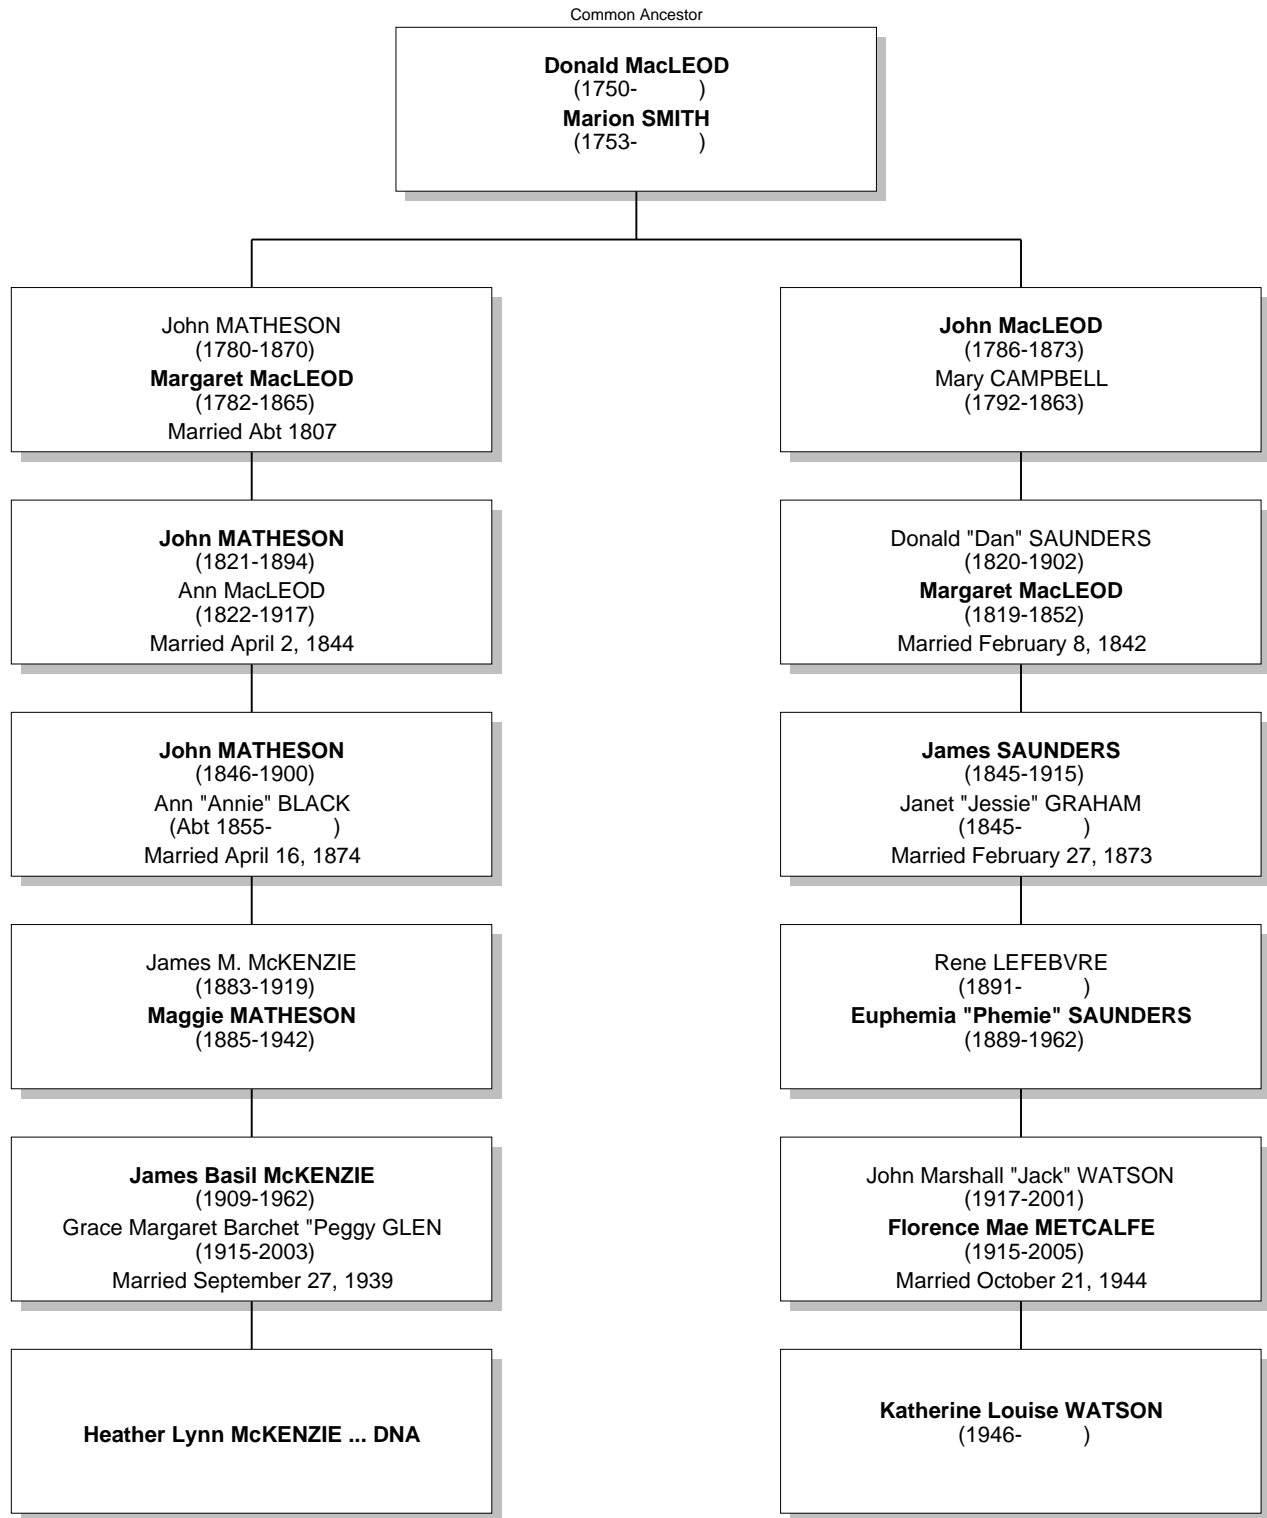 Common Ancestor
Donald MacLEOD
(1750- )
Marion SMITH
(1753- )
John MATHESON
(1780-1870)
Margaret MacLEOD
(1782-1865)
Married Abt 1807
John MacLEOD
(1786-1873)
Mary CAMPBELL
(1792-1863)
John MATHESON
(1821-1894)
Ann MacLEOD
(1822-1917)
Married April 2, 1844
Donald "Dan" SAUNDERS
(1820-1902)
Margaret MacLEOD
(1819-1852)
Married February 8, 1842
John MATHESON
(1846-1900)
Ann "Annie" BLACK
(Abt 1855- )
Married April 16, 1874
James SAUNDERS
(1845-1915)
Janet "Jessie" GRAHAM
(1845- )
Married February 27, 1873
James M. McKENZIE
(1883-1919)
Maggie MATHESON
(1885-1942)
Rene LEFEBVRE
(1891- )
Euphemia "Phemie" SAUNDERS
(1889-1962)
James Basil McKENZIE
(1909-1962)
Grace Margaret Barchet "Peggy GLEN
(1915-2003)
Married September 27, 1939
John Marshall "Jack" WATSON
(1917-2001)
Florence Mae METCALFE
(1915-2005)
Married October 21, 1944
Heather Lynn McKENZIE ... DNA
Katherine Louise WATSON
(1946- )